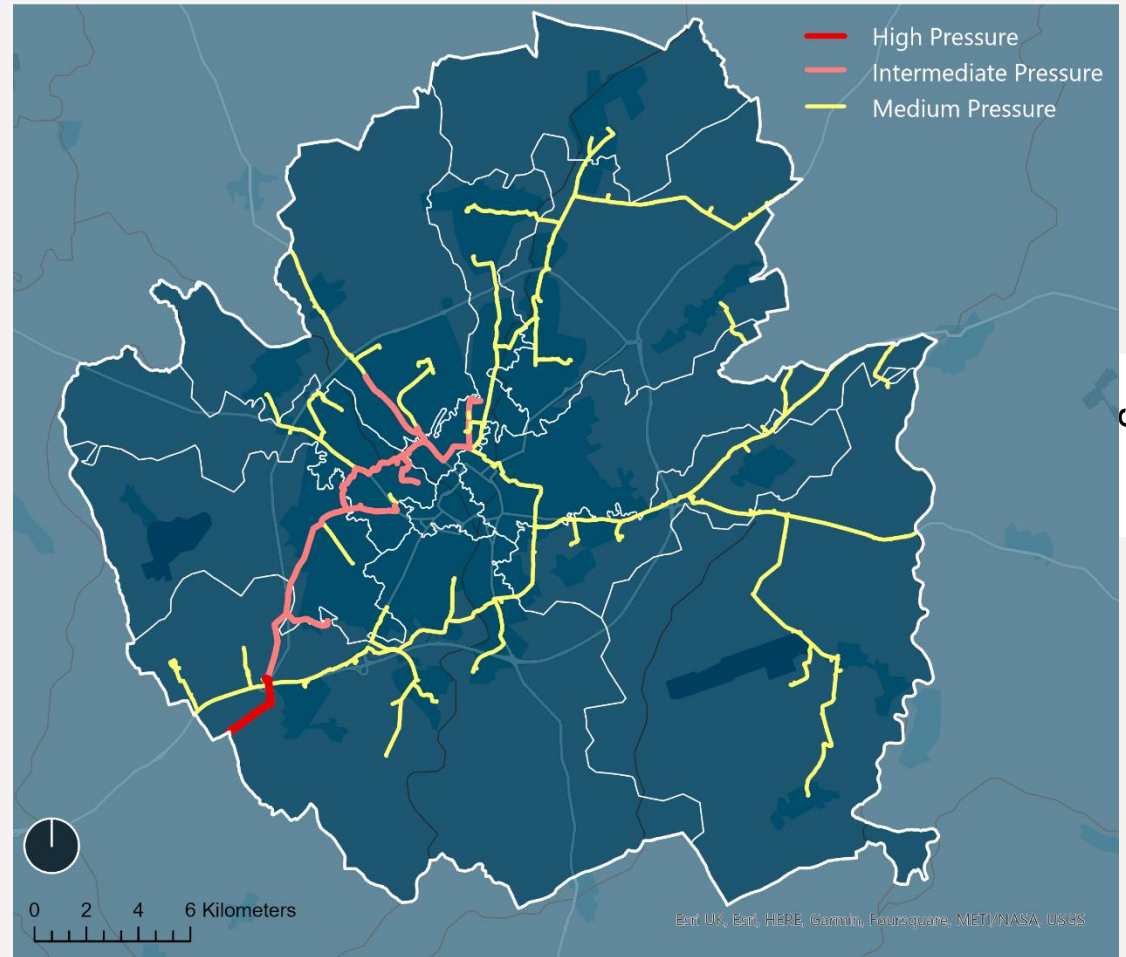 High Pressure
Intermediate Pressure
Medium Pressure
0 2 4 6 Kilometers
Esri UK, Esri, HERE, Garmin, Foursquare, METI/NASA, USGS